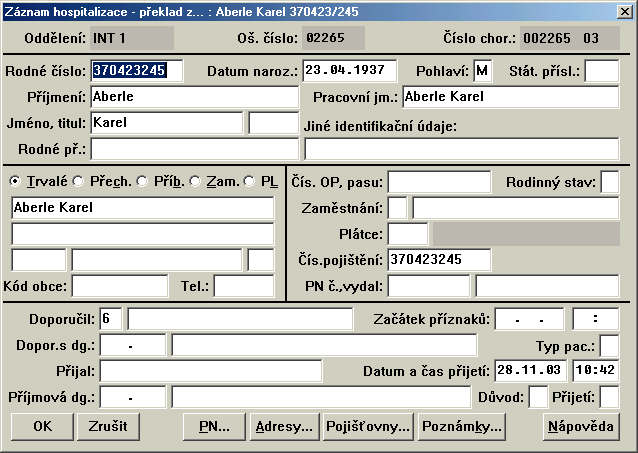 Záznam hospitalizace - překlad z... : Aberle Karel 370423/245
Oddělení: INT 1 Oš. číslo: 02265 Číslo chor.: 002265 03
Rodné číslo: 370423245 Datum naroz.: 23.04.1937 Pohlaví: M Stát. přísl.:
Příjmení: Aberle Pracovní jm.: Aberle Karel
Jméno, titul: Karel Jiné identifikační údaje:
Rodné př.:
Trvalé Přech. Příb. Zam. PL Čís. OP, pasu: Rodinný stav:
Aberle Karel Zaměstnání:
Plátce:
Čís.pojištění: 370423245
Kód obce: Tel.: PN č.,vydal:
Doporučil: 6 Začátek příznaků: - - :
Dopor.s dg.: - Typ pac.:
Přijal: Datum a čas přijetí: 28.11.03 10:42
Příjmová dg.: - Důvod: Přijetí:
OK Zrušit PN... Adresy... Pojišťovny... Poznámky... Nápověda